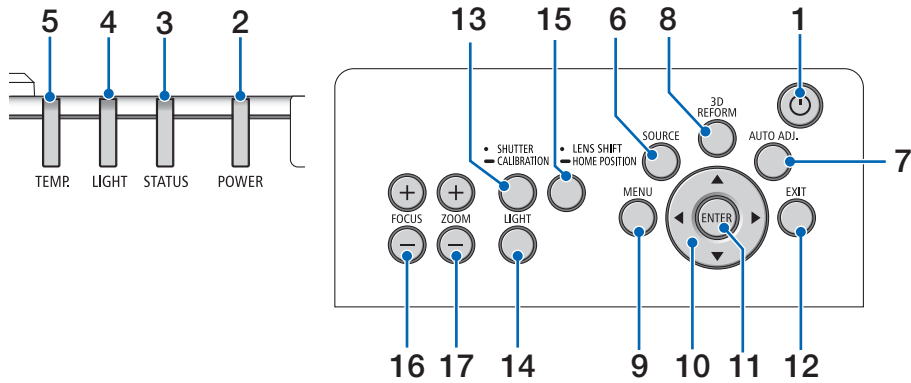 5 4 3 2
TEMP. LIGHT STATUS POWER
13 15 6 8 1
• SHUTTER
– CALIBRATION
• LENS SHIFT
– HOME POSITION
SOURCE
3D
REFORM
AUTO ADJ.
7
+ +
FOCUS ZOOM LIGHT
– –
MENU
ENTER
EXIT
16 17 14 9 10 11 12